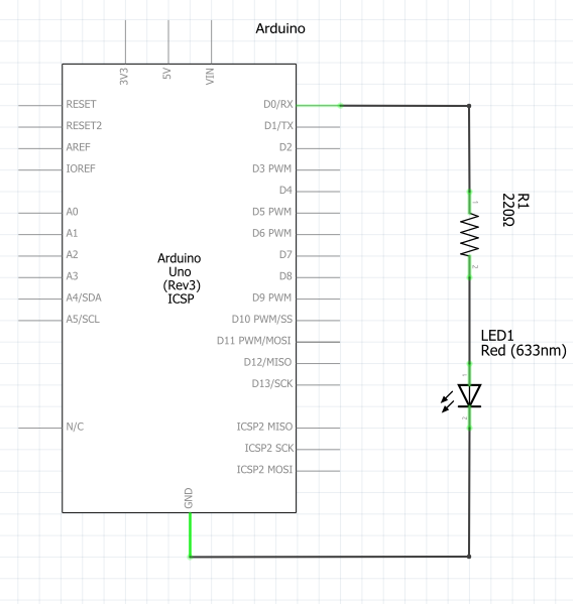 Arduino
3V3
5V
VIN
RESET
RESET2
AREF
IOREF
A0
A1
A2
A3
A4/SDA
A5/SCL
N/C
Arduino
Uno
(Rev3)
ICSP
D0/RX
D1/TX
D2
D3 PWM
D4
D5 PWM
D6 PWM
D7
D8
D9 PWM
D10 PWM/SS
D11 PWM/MOSI
D12/MISO
D13/SCK
ICSP2 MISO
ICSP2 SCK
ICSP2 MOSI
GND
1
R1
220Ω
2
LED1
Red (633nm)
1
2